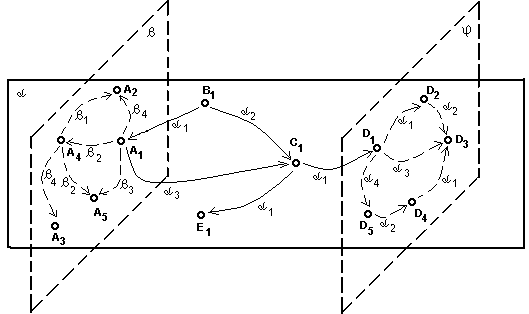 β φ
α
A₂ B₁ D₂
β₁ β₄ α₁ α₂ α₁ α₂
A₄ β₂ A₁ C₁ D₁ D₃
β₄ β₂ β₃ α₃ α₁ α₄ α₃ α₁
A₅ E₁ α₁ D₅ α₂ D₄
A₃